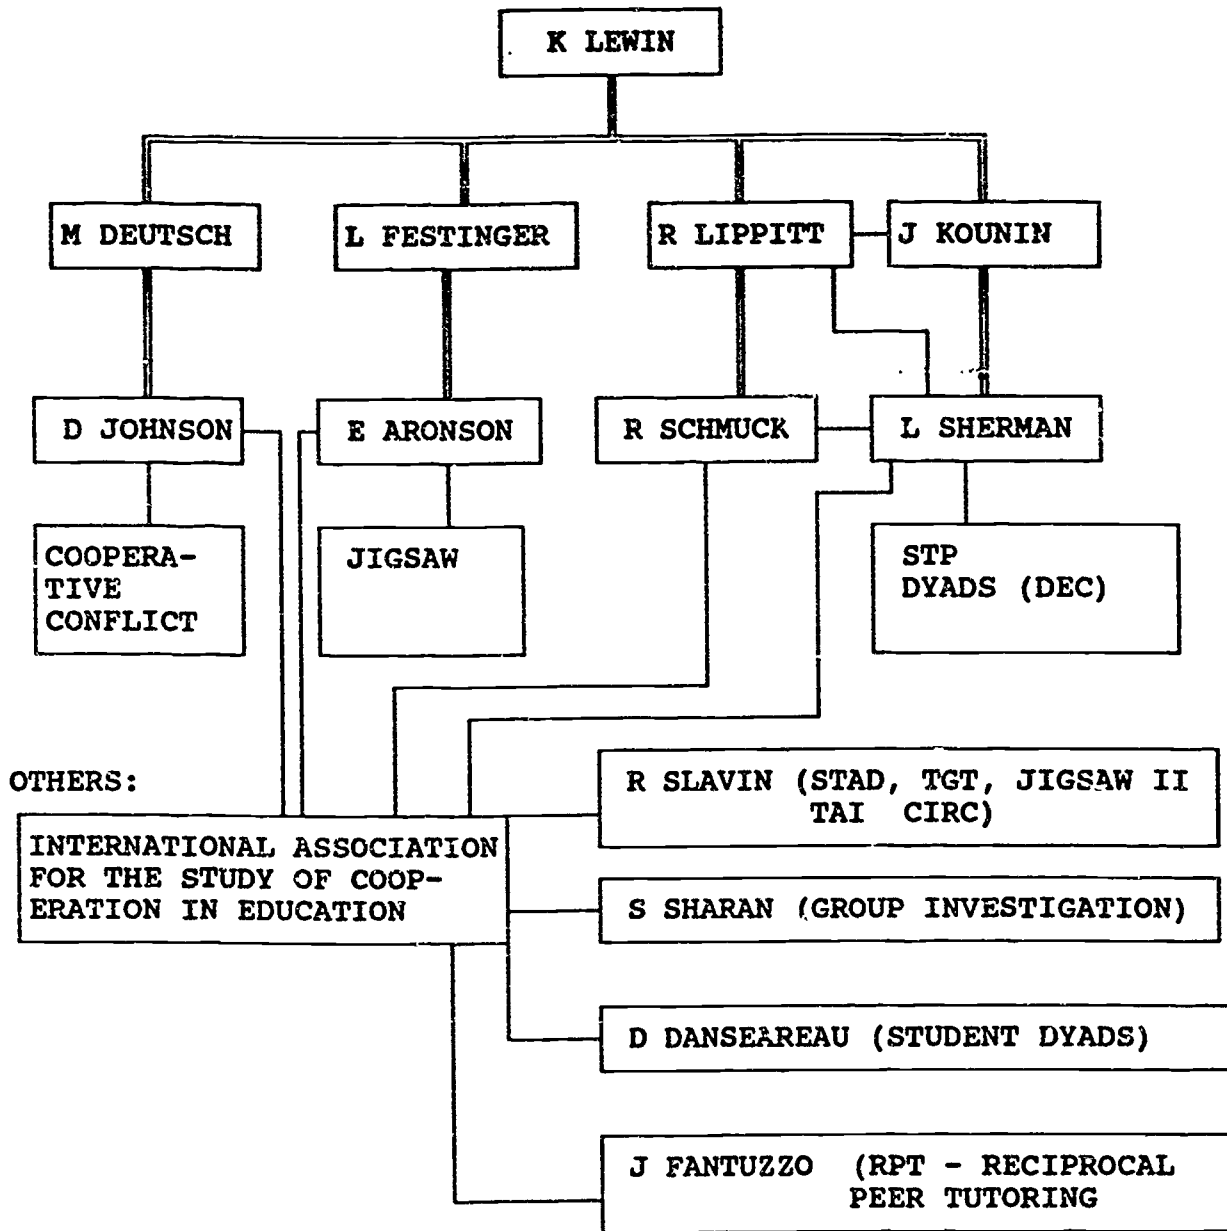 K LEWIN
M DEUTSCH
L FESTINGER
R LIPPITT
J KOUNIN
D JOHNSON
E ARONSON
R SCHMUCK
L SHERMAN
COOPERA-
TIVE
CONFLICT
JIGSAW
STP
DYADS (DEC)
OTHERS:
INTERNATIONAL ASSOCIATION
FOR THE STUDY OF COOP-
ERATION IN EDUCATION
R SLAVIN (STAD, TGT, JIGSAW II
TAI CIRC)
S SHARAN (GROUP INVESTIGATION)
D DANSEAREAU (STUDENT DYADS)
J FANTUZZO (RPT - RECIPROCAL
PEER TUTORING